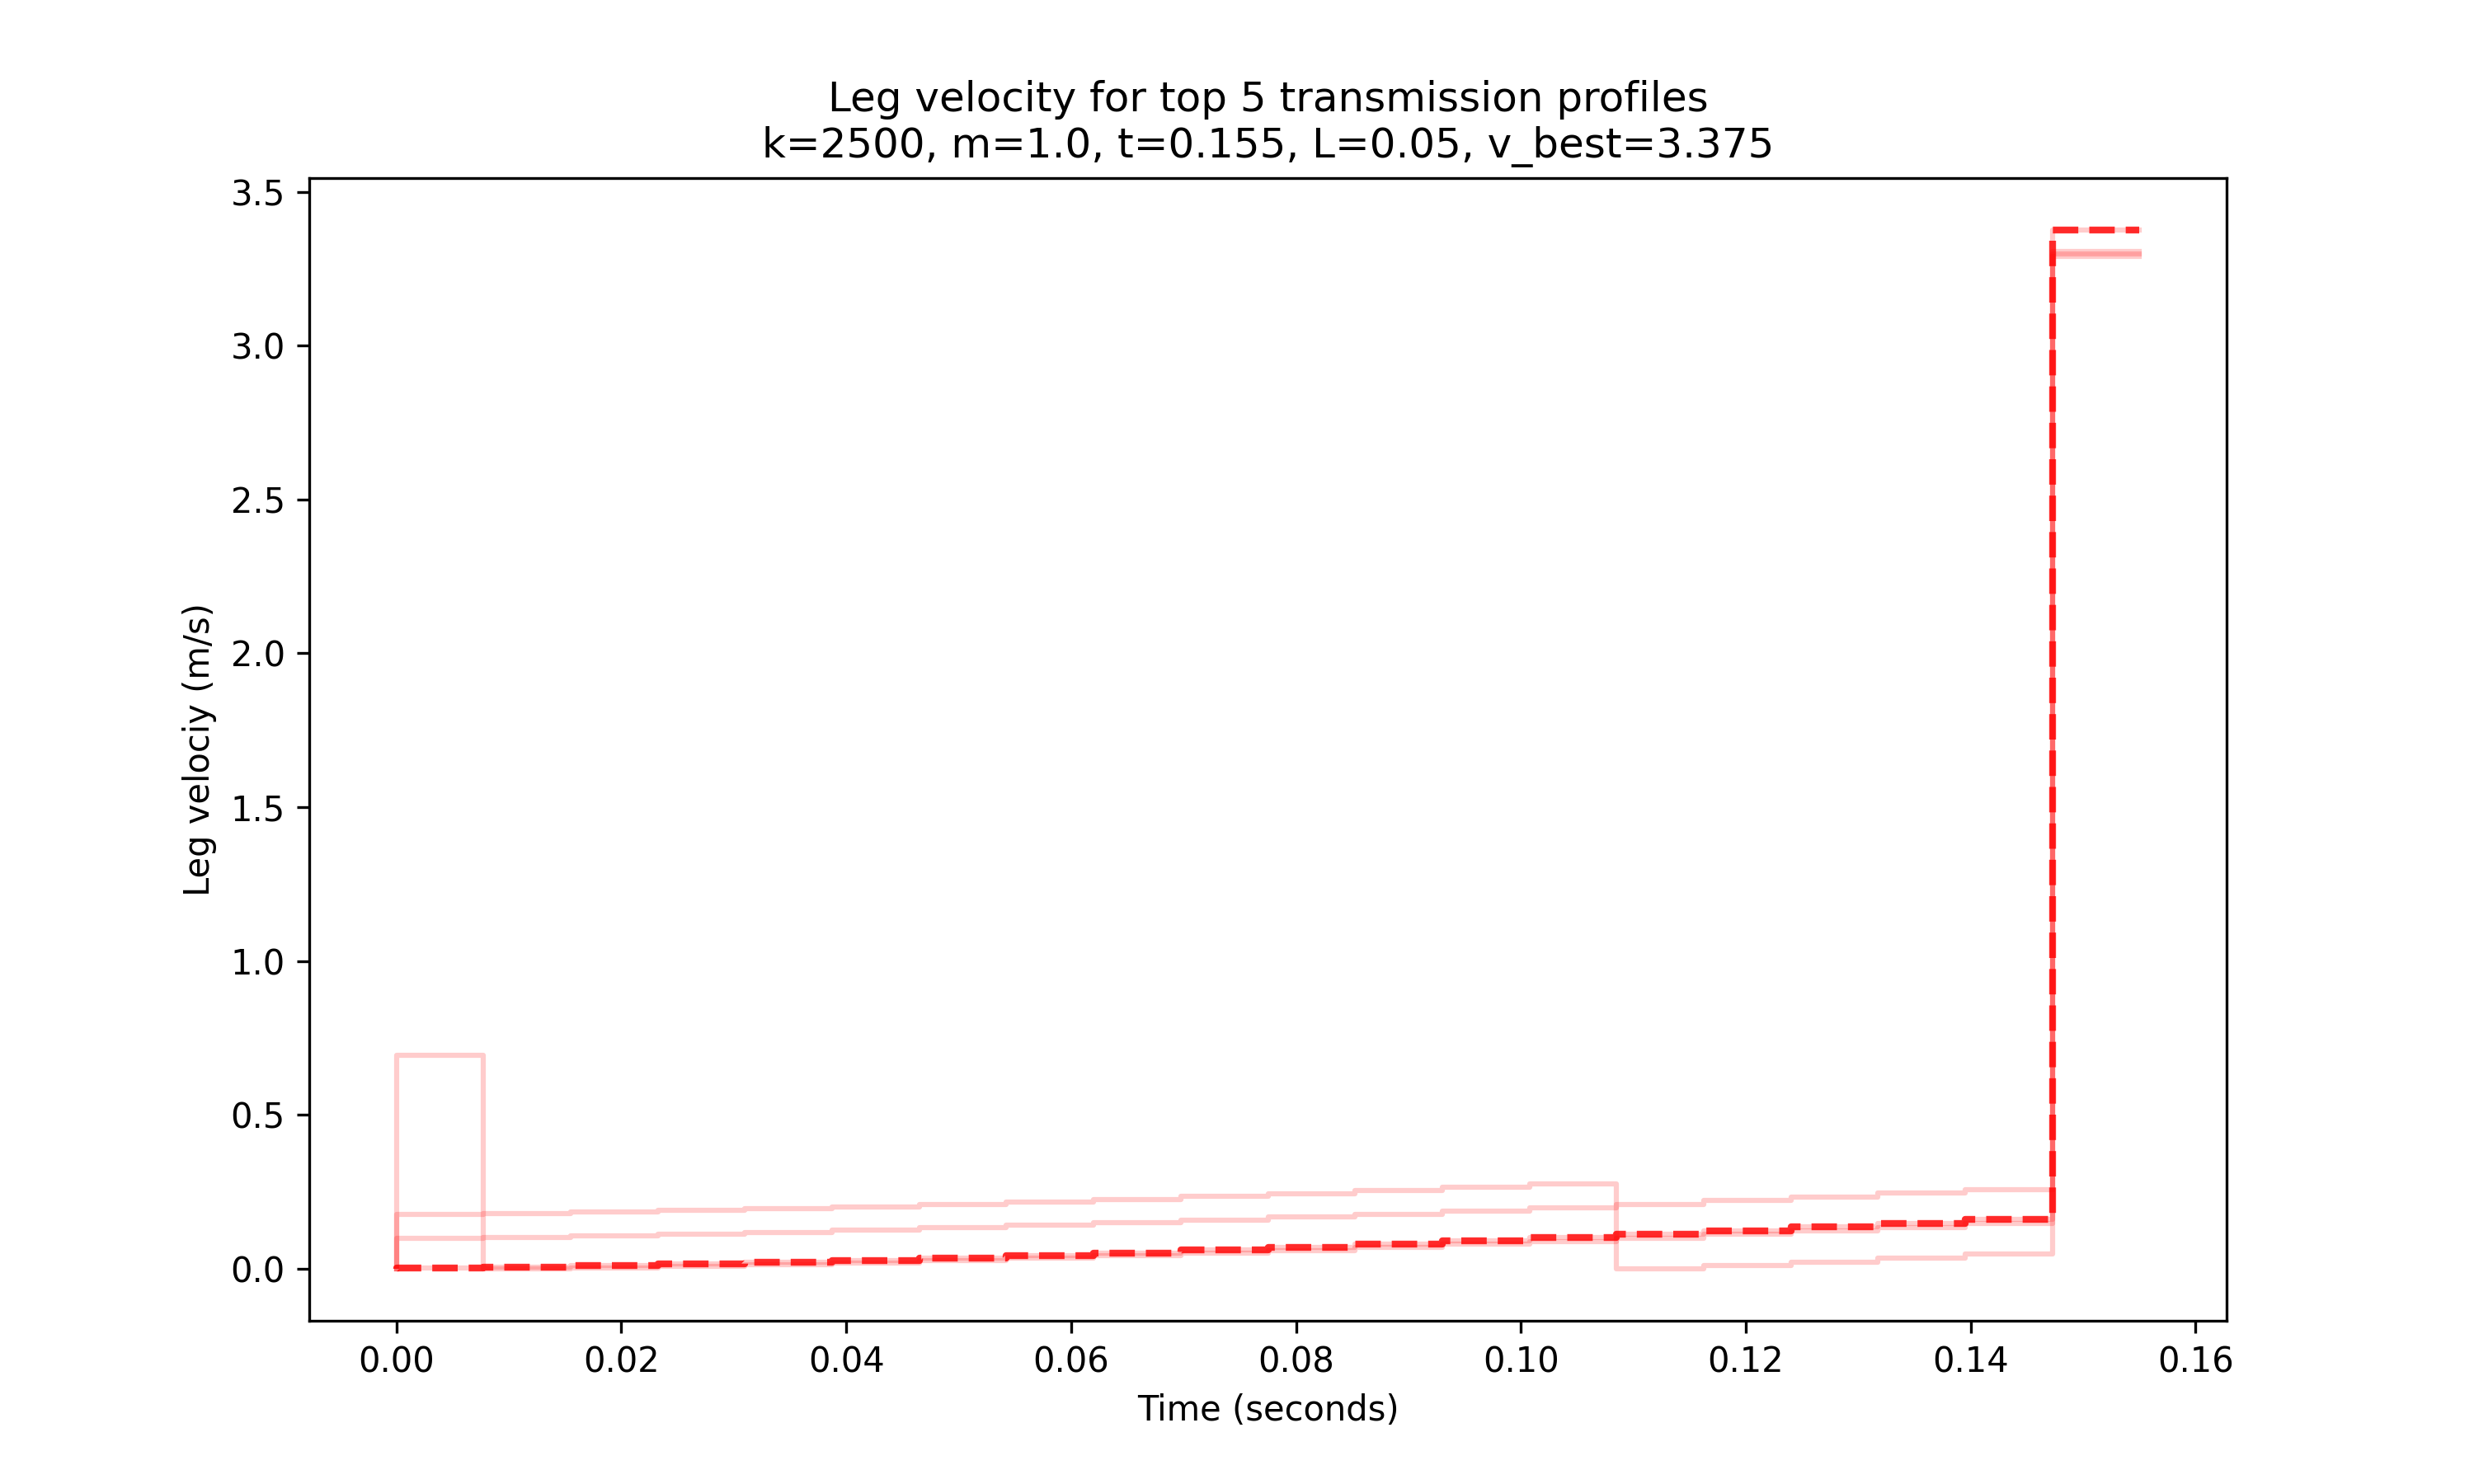 Leg velocity for top 5 transmission profiles
k=2500, m=1.0, t=0.155, L=0.05, v_best=3.375
3.5
3.0
2.5
2.0
1.5
1.0
0.5
0.0
Leg velociy (m/s)
0.00 0.02 0.04 0.06 0.08 0.10 0.12 0.14 0.16
Time (seconds)